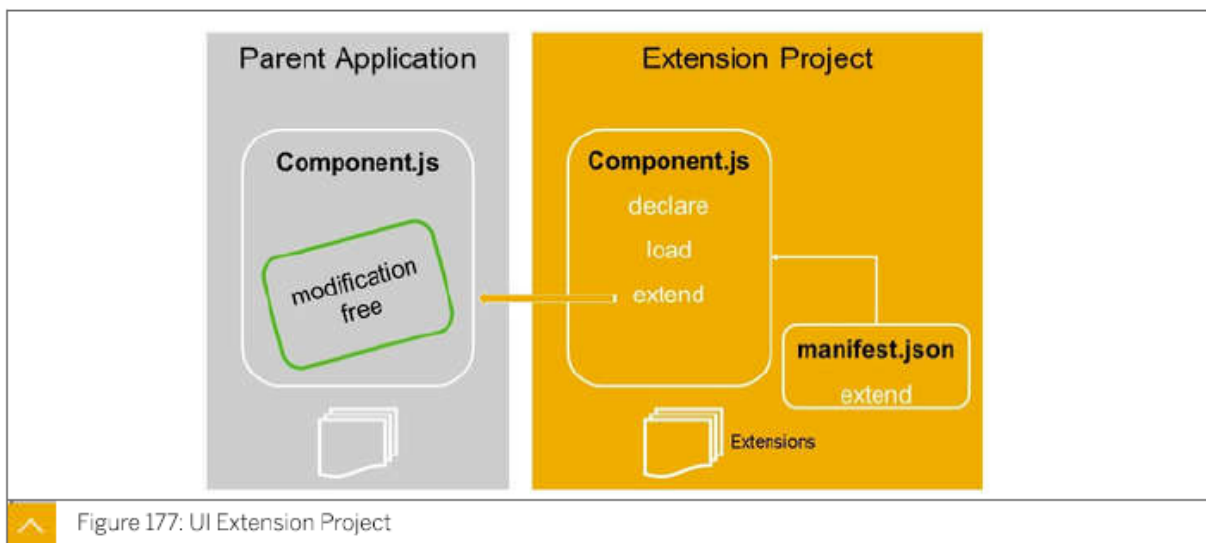 Parent Application
Component.js
modification
free
Extension Project
Component.js
declare
load
extend
manifest.json
extend
Extensions
Figure 177: UI Extension Project